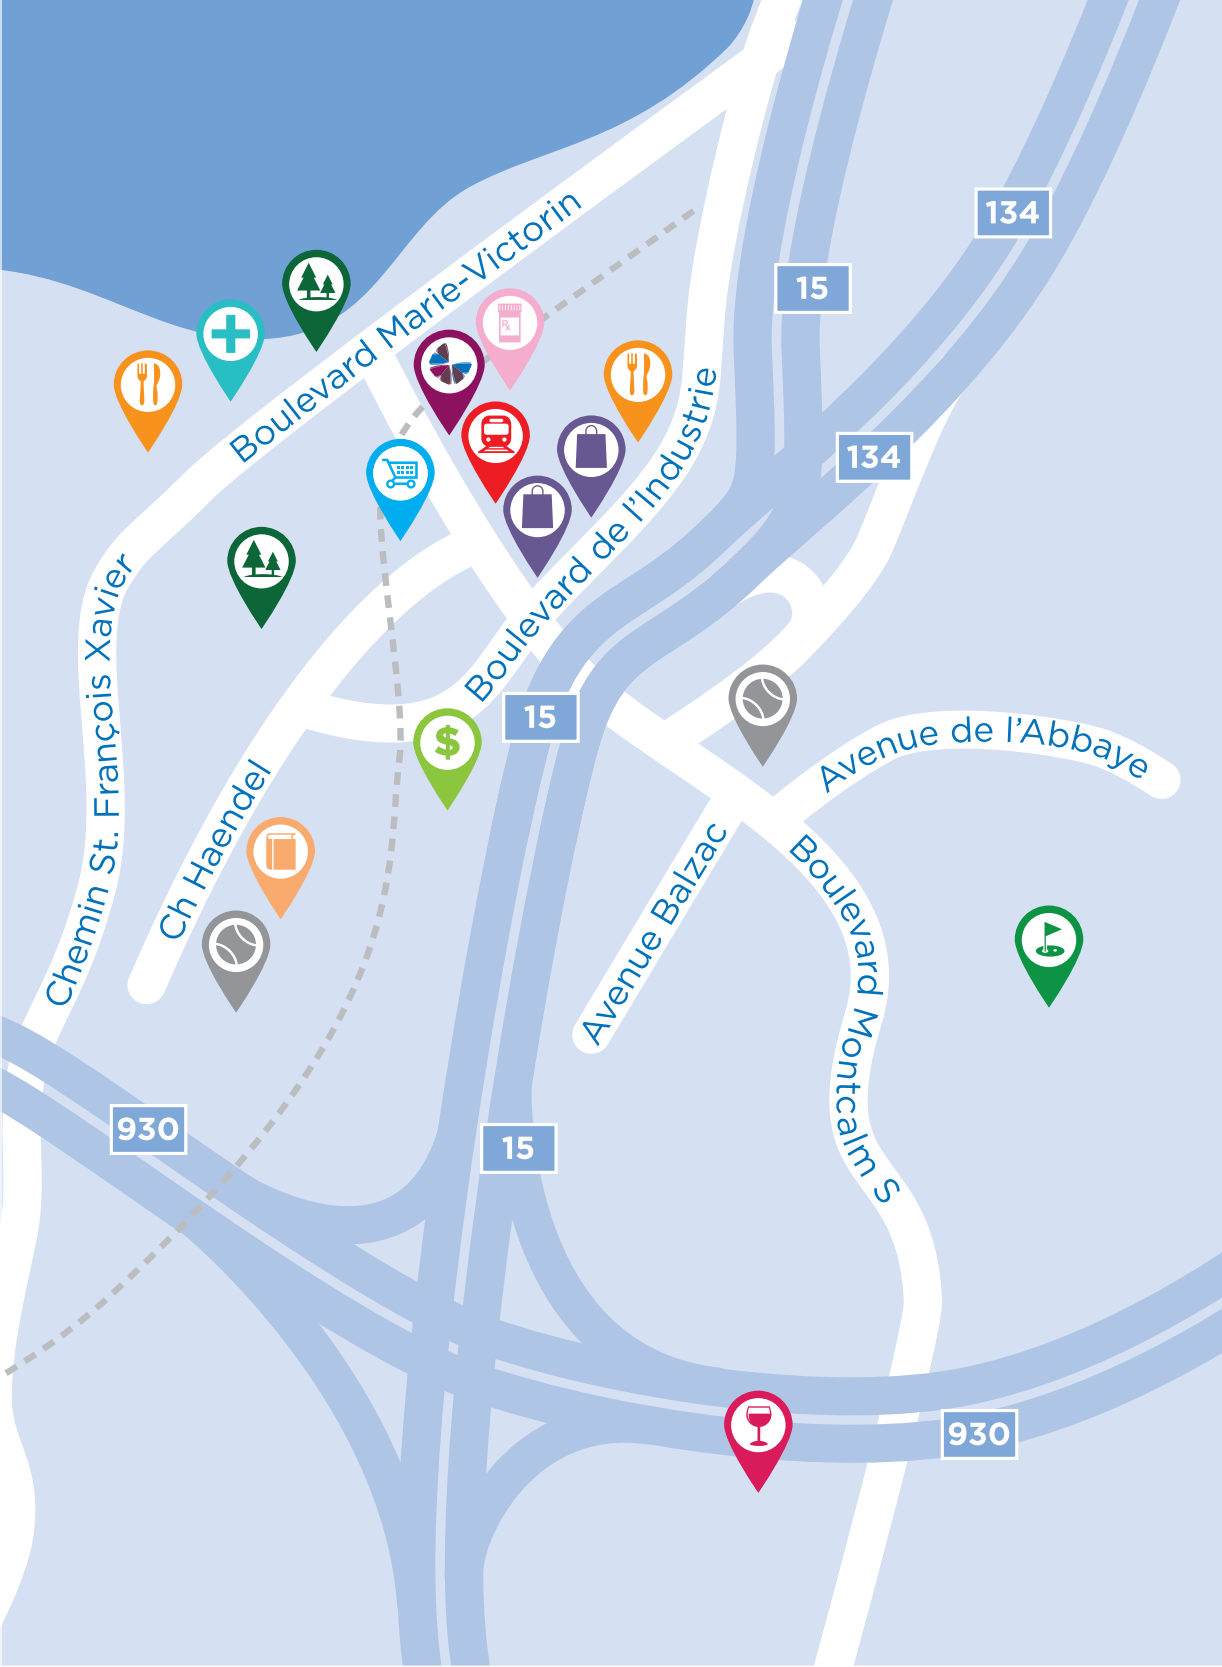 134
Boulevard Marie-Victorin
15
Rx
Boulevard de l'Industrie
134
Chemin St. François Xavier
15
$
Avenue de l'Abbaye
Ch Haendel
Avenue Balzac
Boulevard Montcalm S
930
15
930